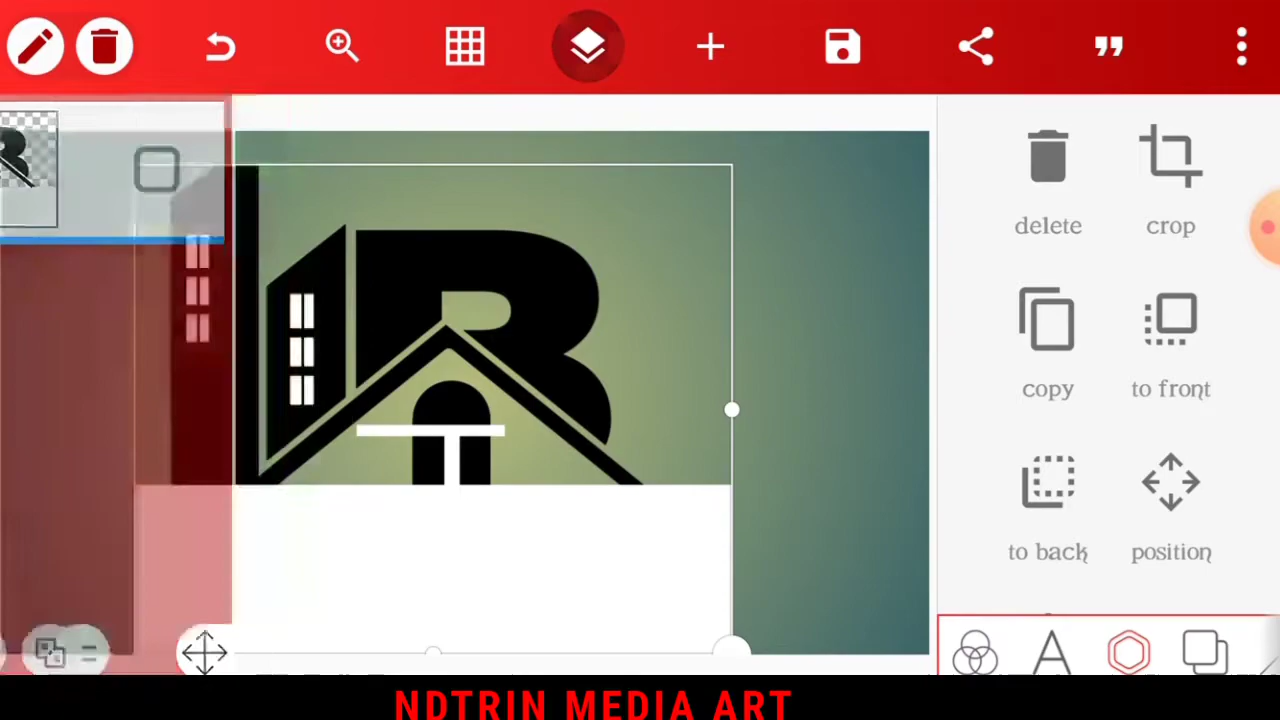 R
delete
crop
copy
to front
to back
position
A
NDTRIN MEDIA ART